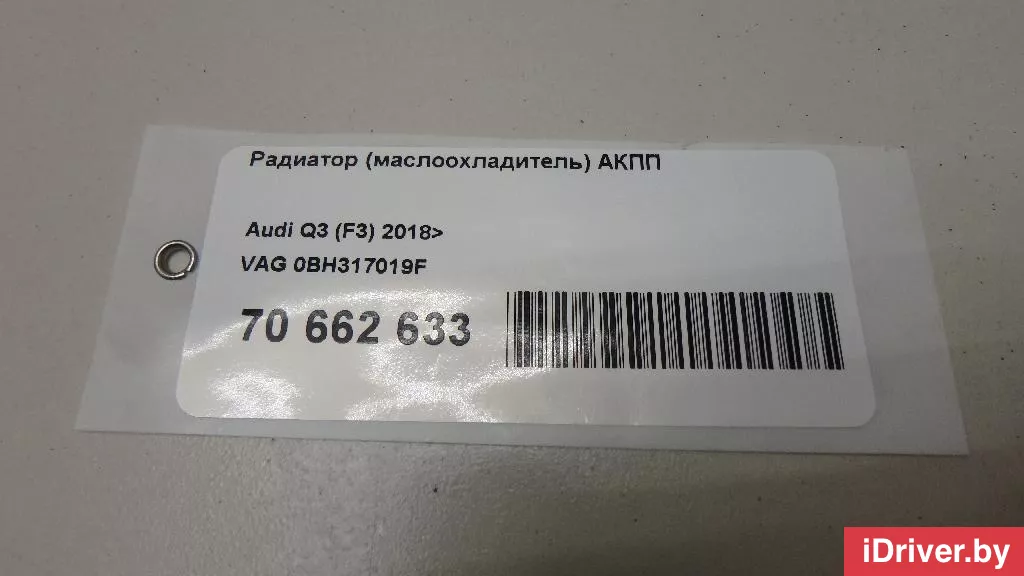 Радиатор (маслоохладитель) АКПП
Audi Q3 (F3) 2018>
VAG 0BH317019F
70 662 633
iDriver.by